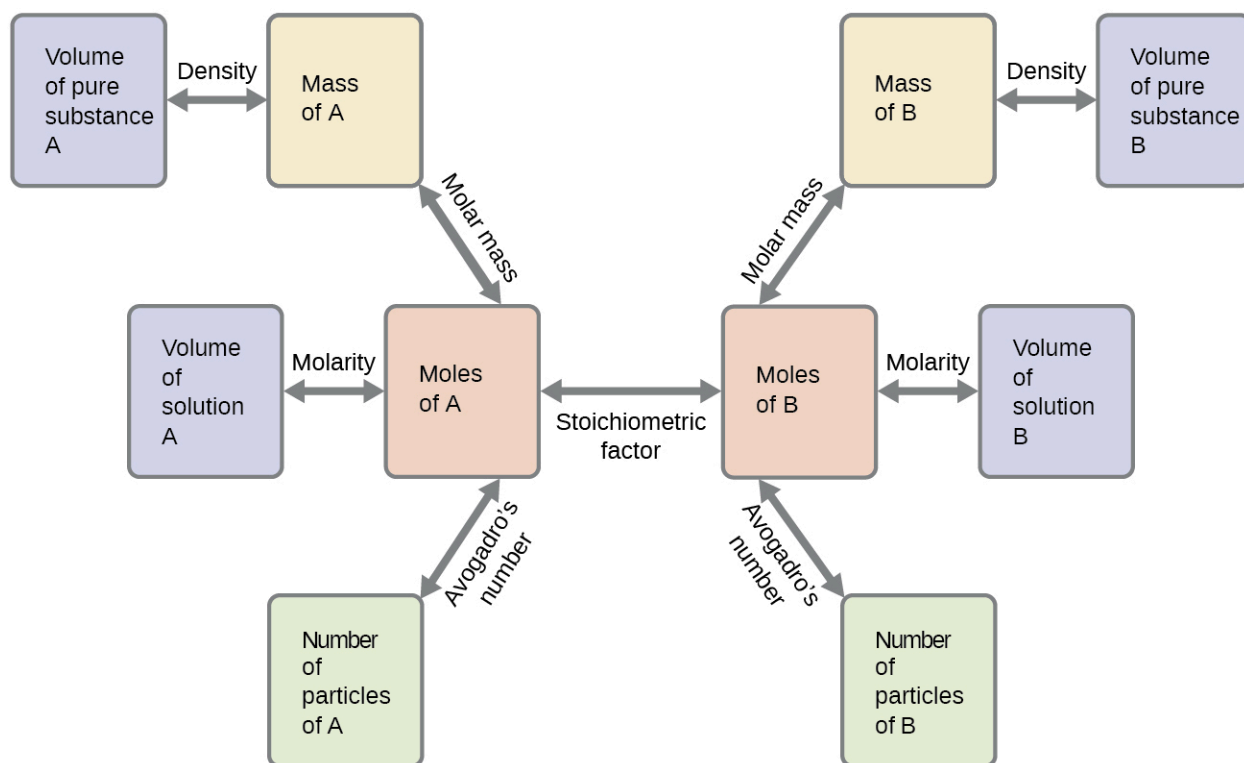 Volume
of pure
substance
A
Density
Mass
of A
Mass
of B
Density
Volume
of pure
substance
B
Molar mass
Molar mass
Volume
of
solution
A
Molarity
Moles
of A
Stoichiometric
factor
Moles
of B
Molarity
Volume
of
solution
B
Avogadro's
number
Avogadro's
number
Number
of
particles
of A
Number
of
particles
of B